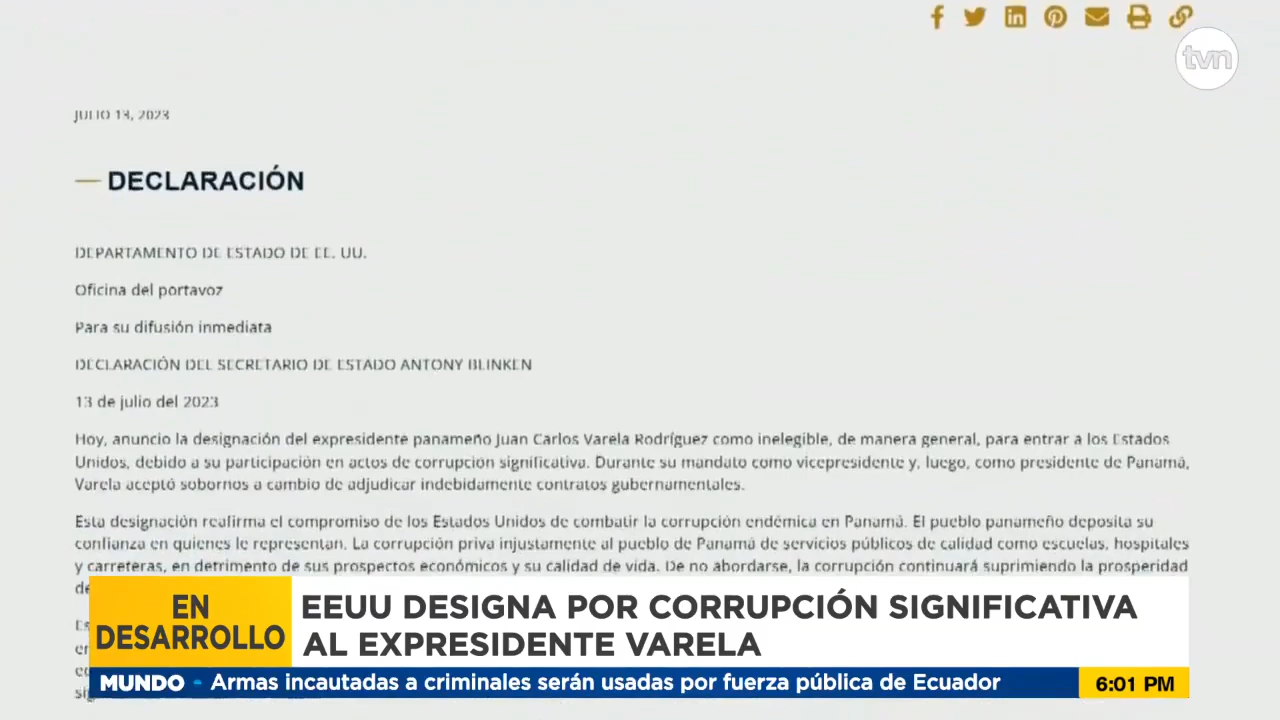 tvn
JULIO 13, 2023
— DECLARACIÓN
DEPARTAMENTO DE ESTADO DE EE. UU.
Oficina del portavoz
Para su difusión inmediata
DECLARACIÓN DEL SECRETARIO DE ESTADO ANTONY BLINKEN
13 de julio del 2023
Hoy, anuncio la designación del expresidente panameño Juan Carlos Varela Rodríguez como inelegible, de manera general, para entrar a los Estados
Unidos, debido a su participación en actos de corrupción significativa. Durante su mandato como vicepresidente y, luego, como presidente de Panamá,
Varela aceptó sobornos a cambio de adjudicar indebidamente contratos gubernamentales.
Esta designación reafirma el compromiso de los Estados Unidos de combatir la corrupción endémica en Panamá. El pueblo panameño deposita su
confianza en quienes le representan. La corrupción priva injustamente al pueblo de Panamá de servicios públicos de calidad como escuelas, hospitales
y carreteras, en detrimento de sus prospectos económicos y su calidad de vida. De no abordarse, la corrupción continuará suprimiendo la prosperidad
EN
DESARROLLO
EEUU DESIGNA POR CORRUPCIÓN SIGNIFICATIVA
AL EXPRESIDENTE VARELA
MUNDO - Armas incautadas a criminales serán usadas por fuerza pública de Ecuador
6:01 PM